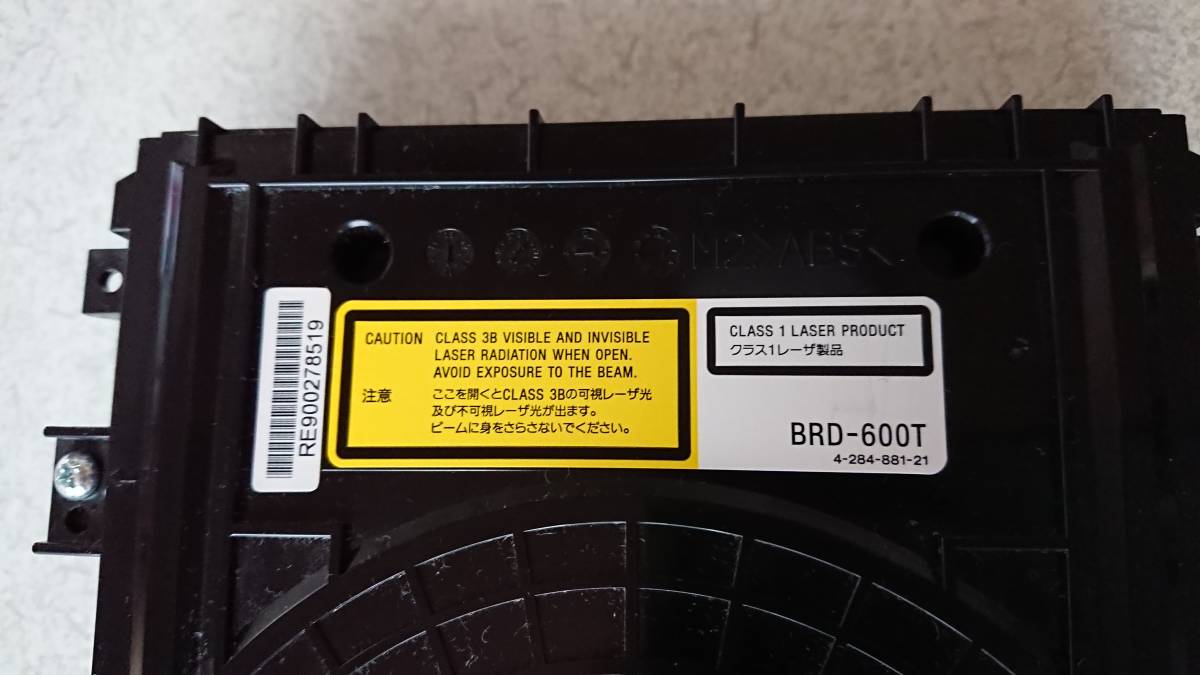 >ABS<
RE900278519
CAUTION CLASS 3B VISIBLE AND INVISIBLE
LASER RADIATION WHEN OPEN.
AVOID EXPOSURE TO THE BEAM.
注意 ここを開くとCLASS 3Bの可視レーザ光
及び不可視レーザ光が出ます。
ビームに身をさらさないでください。
CLASS 1 LASER PRODUCT
クラス1レーザ製品
BRD-600T
4-284-881-21